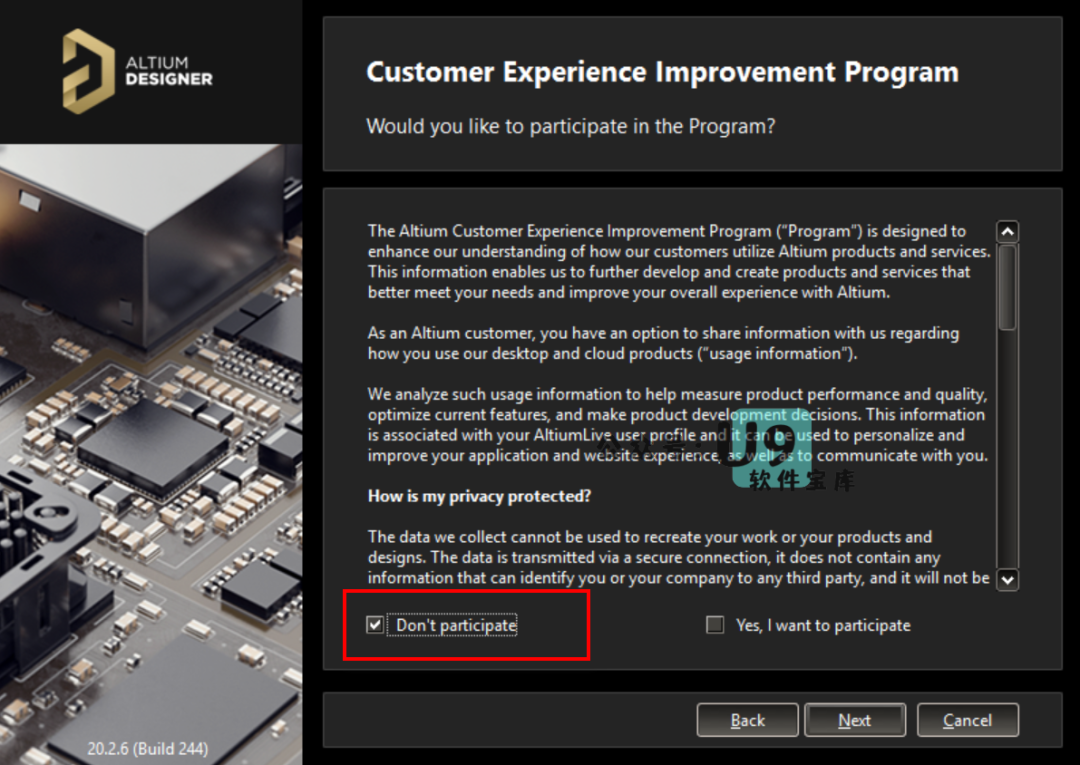 ALTIUM
DESIGNER
Customer Experience Improvement Program
Would you like to participate in the Program?
The Altium Customer Experience Improvement Program (“Program”) is designed to
enhance our understanding of how our customers utilize Altium products and services.
This information enables us to further develop and create products and services that
better meet your needs and improve your overall experience with Altium.
As an Altium customer, you have an option to share information with us regarding
how you use our desktop and cloud products (“usage information”).
We analyze such usage information to help measure product performance and quality,
optimize current features, and make product development decisions. This information
is associated with your AltiumLive user profile and it can be used to personalize and
improve your application and website experience, as well as to communicate with you.
公众号:
U9
软件宝库
How is my privacy protected?
The data we collect cannot be used to recreate your work or your products and
designs. The data is transmitted via a secure connection, it does not contain any
information that can identify you or your company to any third party, and it will not be
Don't participate
Yes, I want to participate
Back
Next
Cancel
20.2.6 (Build 244)